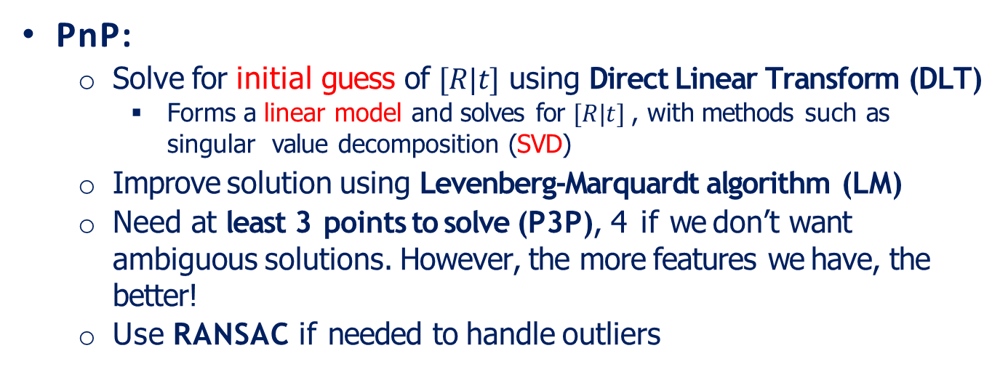 • PnP:
o Solve for initial guess of [R|t] using Direct Linear Transform (DLT)
▪ Forms a linear model and solves for [R|t] , with methods such as
singular value decomposition (SVD)
o Improve solution using Levenberg-Marquardt algorithm (LM)
o Need at least 3 points to solve (P3P), 4 if we don’t want
ambiguous solutions. However, the more features we have, the
better!
o Use RANSAC if needed to handle outliers